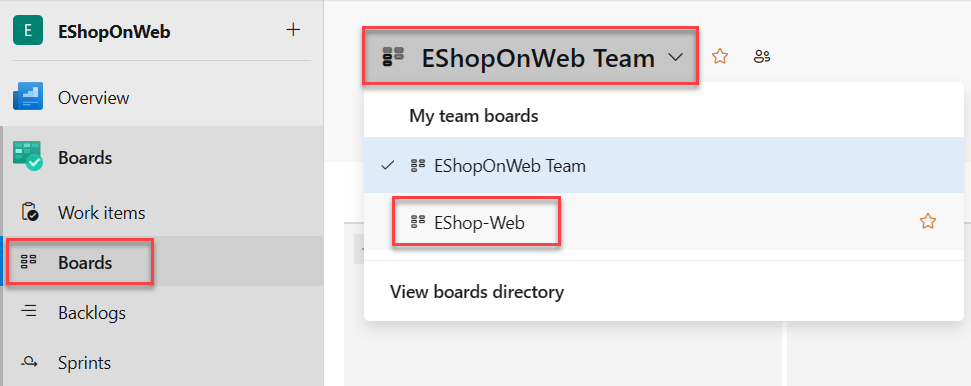 E EShopOnWeb +
Overview
Boards
Work items
Boards
Backlogs
Sprints
EShopOnWeb Team
My team boards
EShopOnWeb Team
EShop-Web
View boards directory